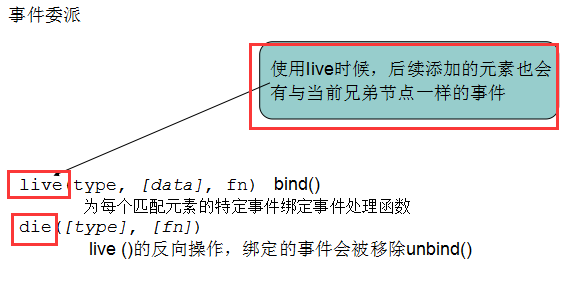 事件委派
使用live时候，后续添加的元素也会
有与当前兄弟节点一样的事件
live(type, [data], fn) bind()
为每个匹配元素的特定事件绑定事件处理函数
die([type], [fn])
live ()的反向操作，绑定的事件会被移除unbind()